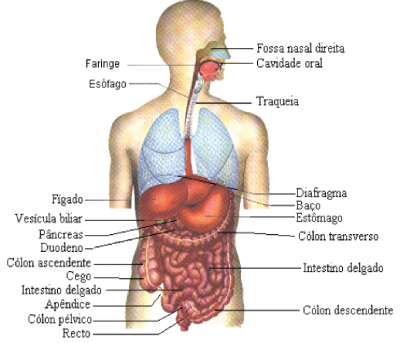 Fossa nasal direita
Faringe
Cavidade oral
Esófago
Traqueia
Diafragma
Fígado
Baço
Vesícula biliar
Estômago
Pâncreas
Cólon transverso
Duodeno
Cólon ascendente
Intestino delgado
Cego
Intestino delgado
Apêndice
Cólon descendente
Cólon pélvico
Recto